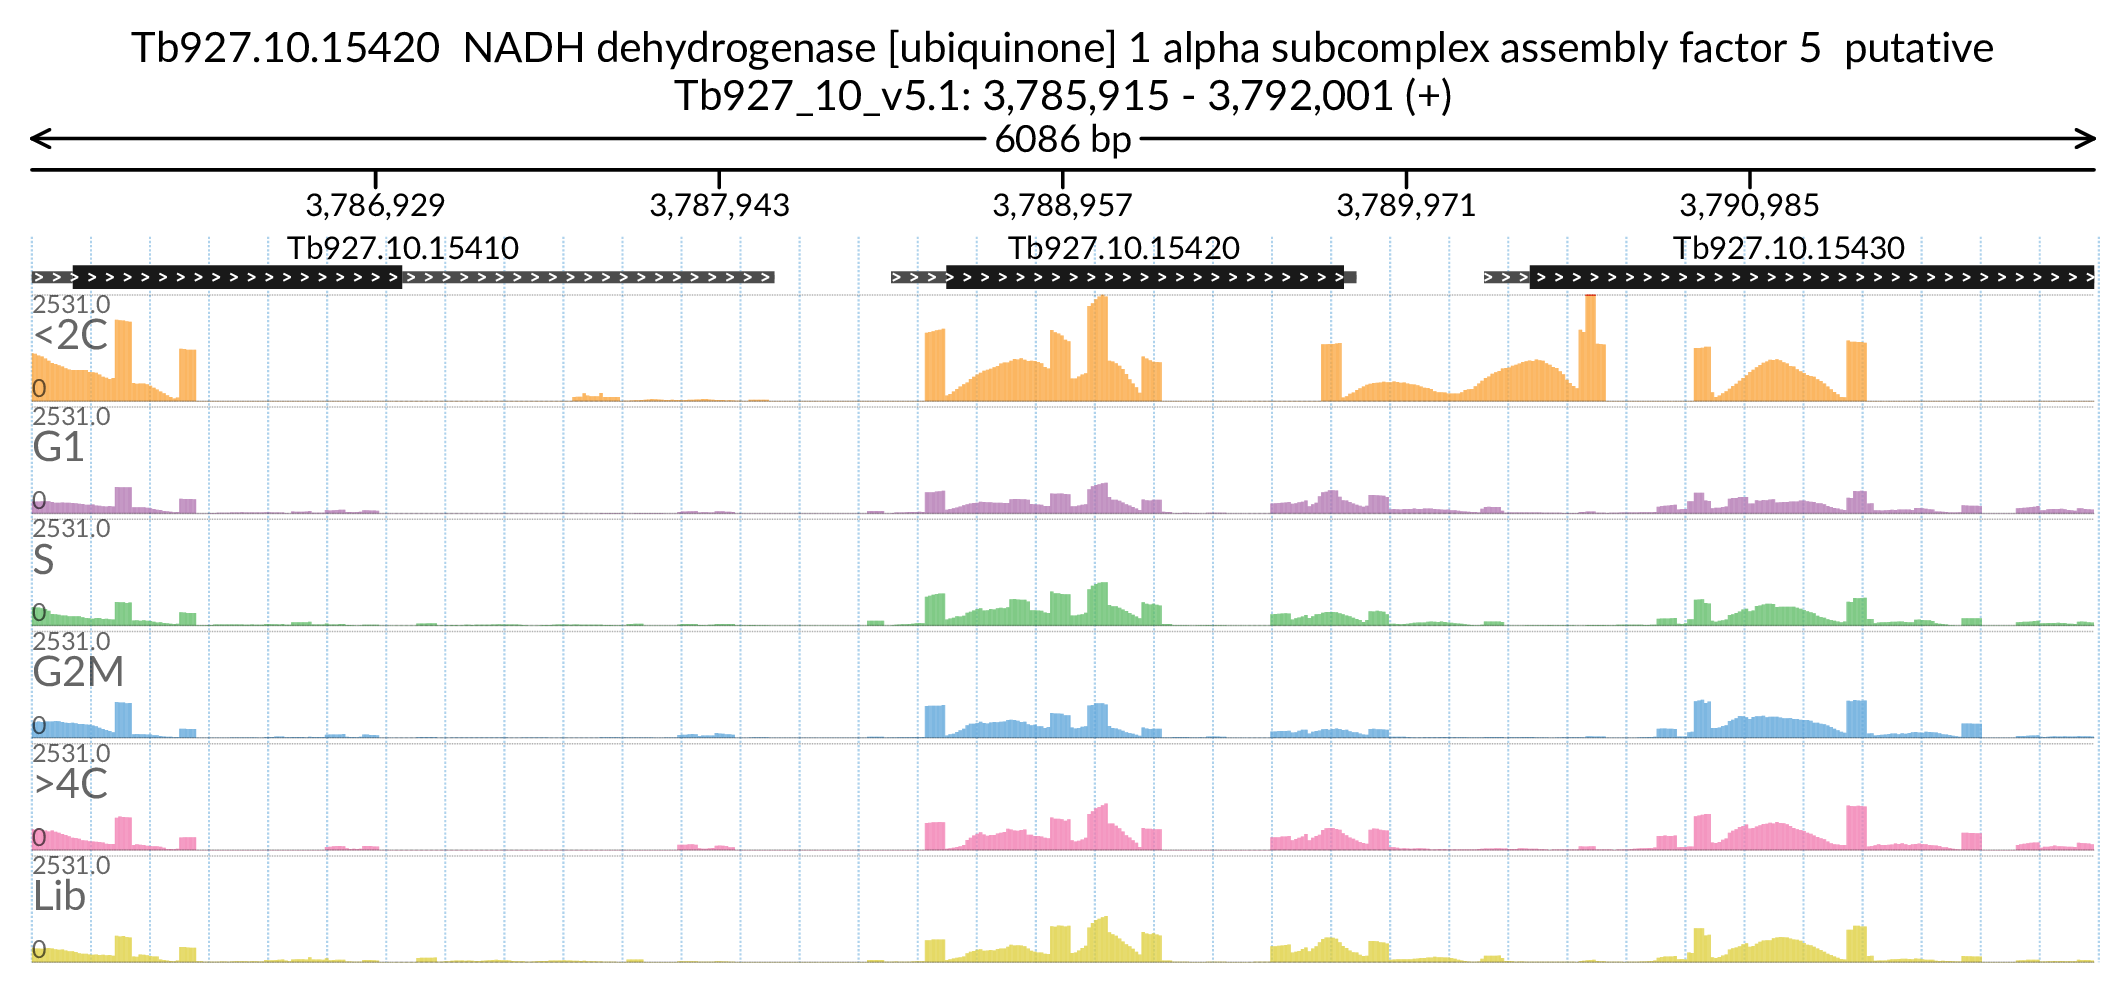 Tb927.10.15420  NADH dehydrogenase [ubiquinone] 1 alpha subcomplex assembly factor 5  putative
Tb927_10_v5.1: 3,785,915 - 3,792,001 (+)
6086 bp
3,786,929 3,787,943 3,788,957 3,789,971 3,790,985
Tb927.10.15410 Tb927.10.15420 Tb927.10.15430
2531.0
<2C
0
2531.0
G1
0
2531.0
S
0
2531.0
G2M
0
2531.0
>4C
0
2531.0
Lib
0